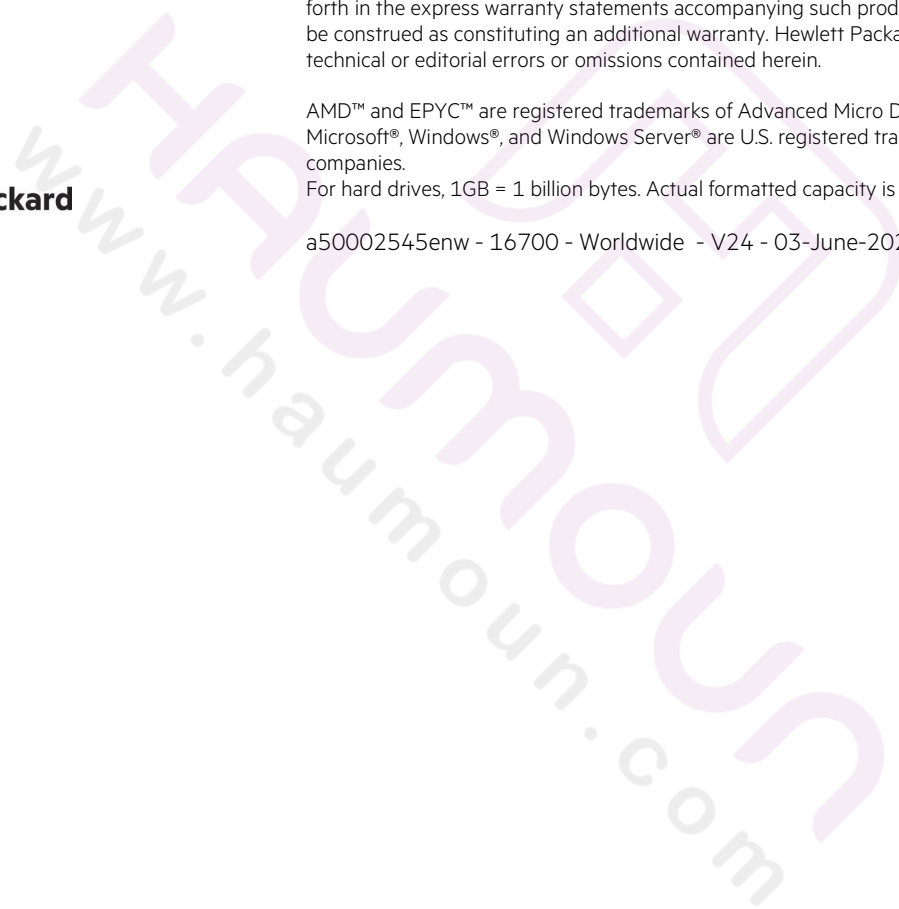 forth in the express warranty statements accompanying such
be construed as constituting an additional warranty. Hewlett
technical or editorial errors or omissions contained herein.
AMD™ and EPYC™ are registered trademarks of Advanced Micro
Microsoft®, Windows®, and Windows Server® are U.S. registered
companies.
ckard
For hard drives, 1GB = 1 billion bytes. Actual formatted capacity is
a50002545enw - 16700 - Worldwide - V24 - 03-June-202
HAUMOUN
www.haumoun.com